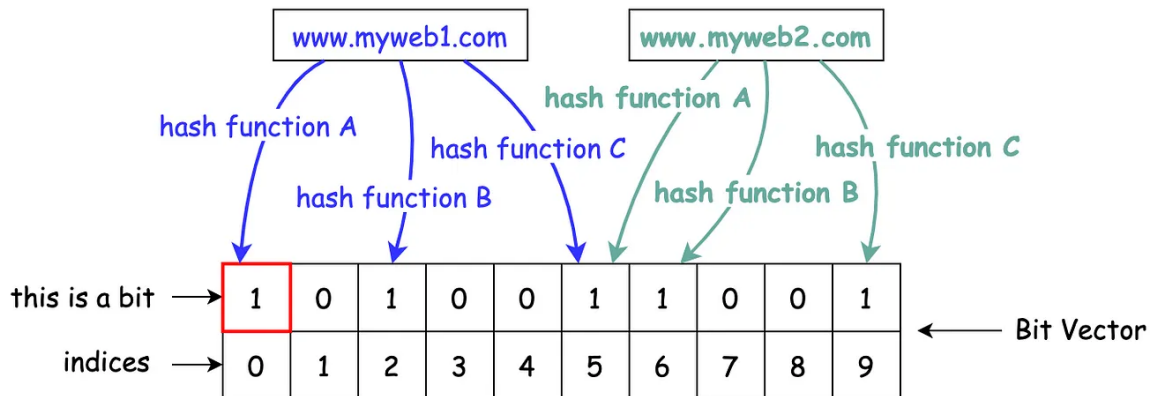 www.myweb1.com
www.myweb2.com
hash function A
hash function A
hash function B
hash function C
hash function B
hash function C
this is a bit
1 0 1 0 0 1 1 0 0 1
Bit Vector
indices
0 1 2 3 4 5 6 7 8 9